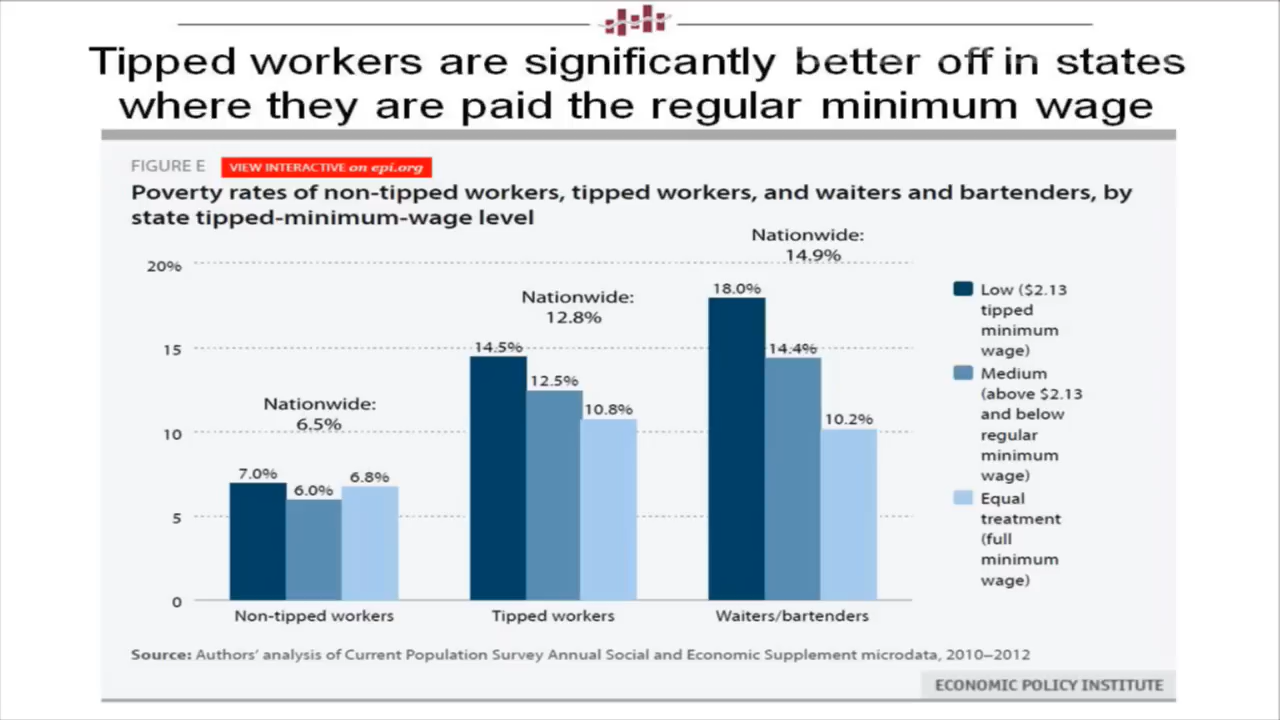 Tipped workers are significantly better off in states
where they are paid the regular minimum wage
FIGURE E VIEW INTERACTIVE on epi.org
Poverty rates of non-tipped workers, tipped workers, and waiters and bartenders, by
state tipped-minimum-wage level
Nationwide:
14.9%
Nationwide:
12.8%
Nationwide:
6.5%
20%
15
10
5
0
7.0%
6.0%
6.8%
14.5%
12.5%
10.8%
18.0%
14.4%
10.2%
Non-tipped workers
Tipped workers
Waiters/bartenders
Low ($2.13
tipped
minimum
wage)
Medium
(above $2.13
and below
regular
minimum
wage)
Equal
treatment
(full
minimum
wage)
Source: Authors’ analysis of Current Population Survey Annual Social and Economic Supplement microdata, 2010–2012
ECONOMIC POLICY INSTITUTE